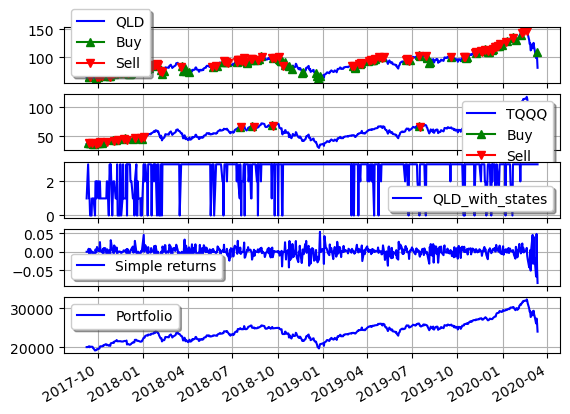 QLD
Buy
Sell
150
100
TQQQ
Buy
Sell
100
50
QLD_with_states
2
0
Simple returns
0.05
0.00
−0.05
Portfolio
30000
20000
2017-10
2018-01
2018-04
2018-07
2018-10
2019-01
2019-04
2019-07
2019-10
2020-01
2020-04